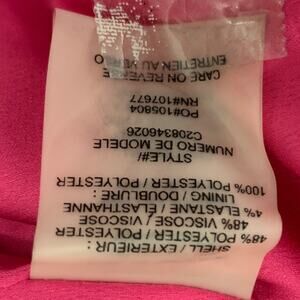 SHELL / EXTERIEUR :
48% POLYESTER / POLYESTER
48% VISCOSE / VISCOSE
4% ELASTANE / ELASTHANNE
LINING / DOUBLURE :
100% POLYESTER / POLYESTER
STYLE#/
NUMERO DE MODELE
C208346026
PO#105804
RN#107677
CARE ON REVERSE
ENTRETIEN AU VERSO